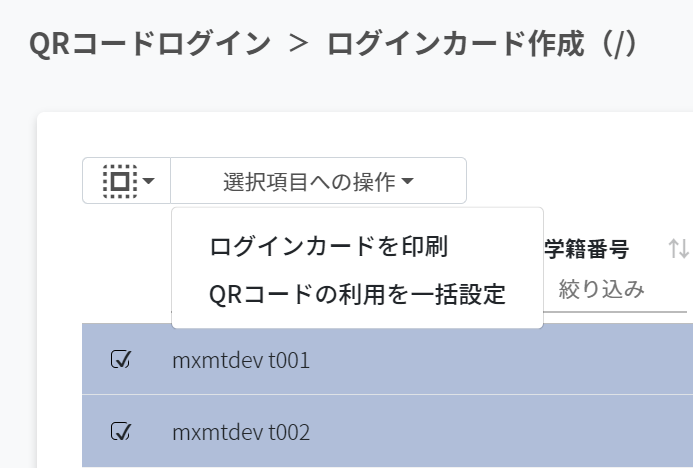 QRコードログイン ＞ ログインカード作成（/）
選択項目への操作
ログインカードを印刷
QRコードの利用を一括設定
学籍番号
絞り込み
mxmtdev t001
mxmtdev t002